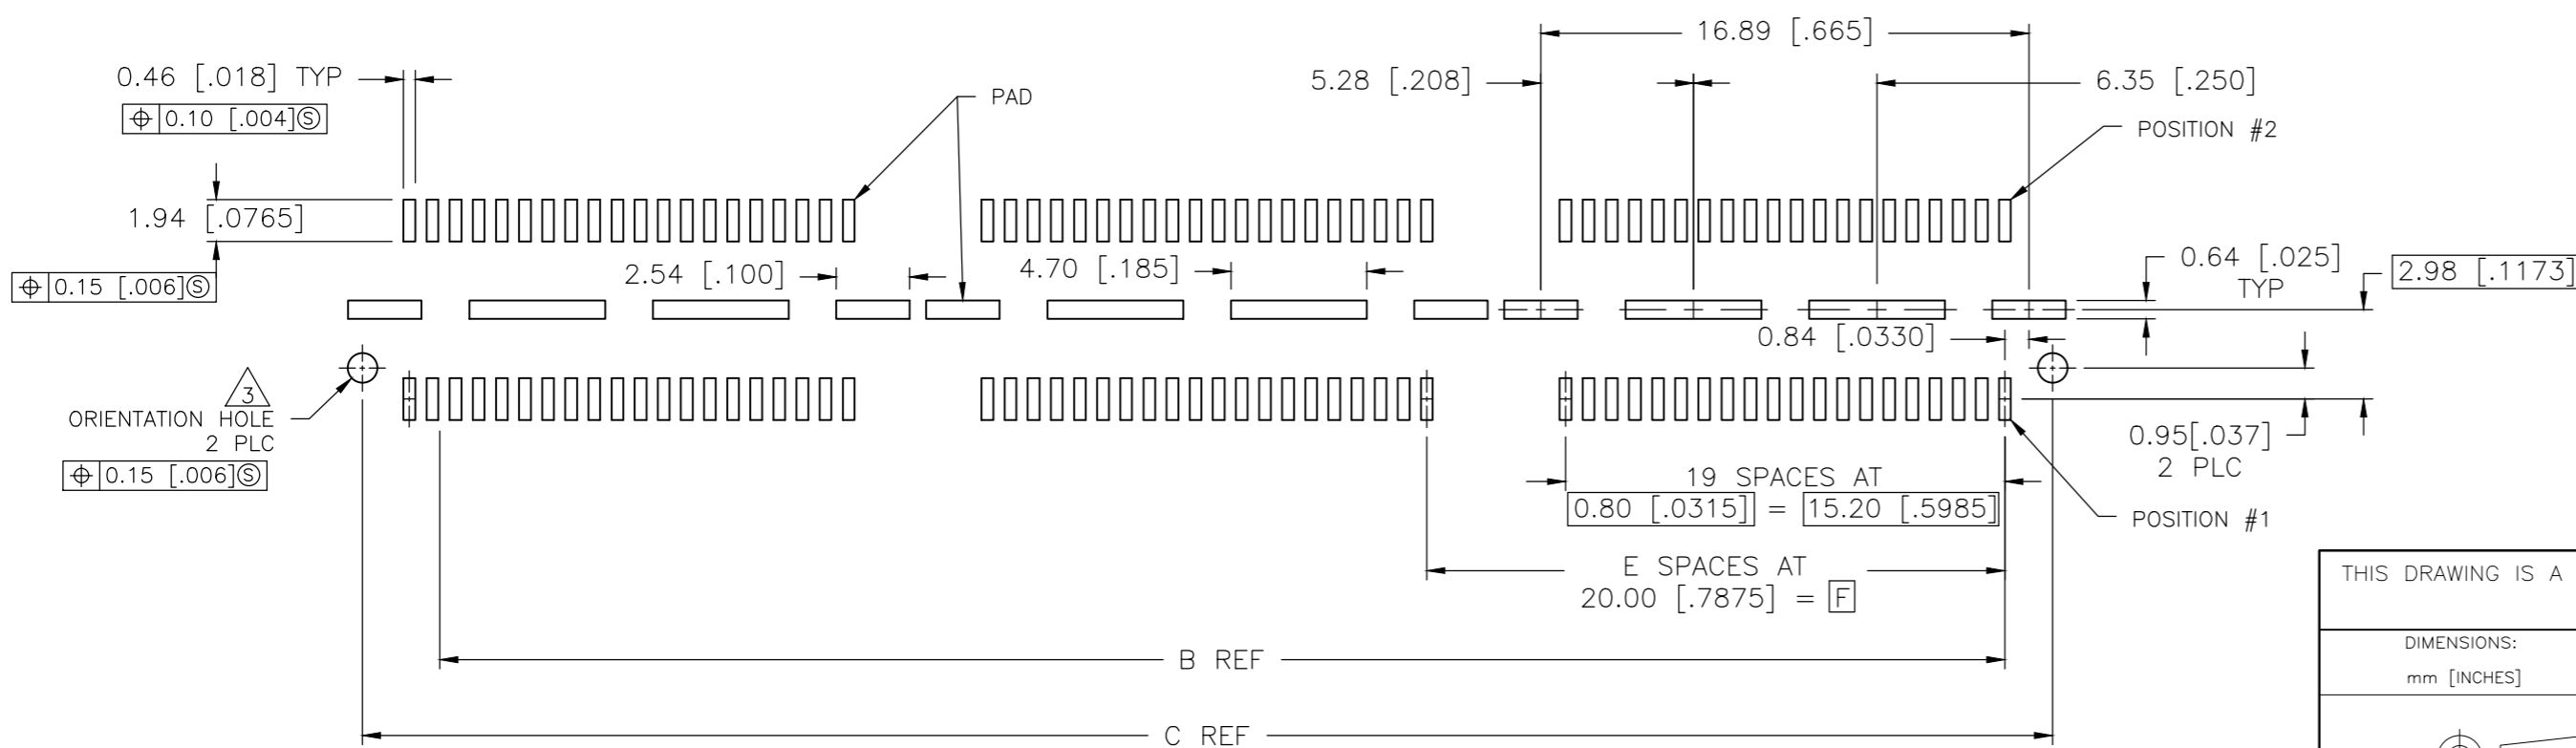 16.89 [.665]
0.46 [.018] TYP
5.28 [.208]
6.35 [.250]
⌖ 0.10 [.004]Ⓢ
PAD
POSITION #2
1.94 [.0765]
⌖ 0.15 [.006]Ⓢ
2.54 [.100]
4.70 [.185]
0.64 [.025]
TYP
2.98 [.1173]
0.84 [.0330]
3
ORIENTATION HOLE
2 PLC
⌖ 0.15 [.006]Ⓢ
0.95[.037]
2 PLC
19 SPACES AT
0.80 [.0315] = 15.20 [.5985]
POSITION #1
E SPACES AT
20.00 [.7875] = F
THIS DRAWING IS A
DIMENSIONS:
mm [INCHES]
B REF
C REF